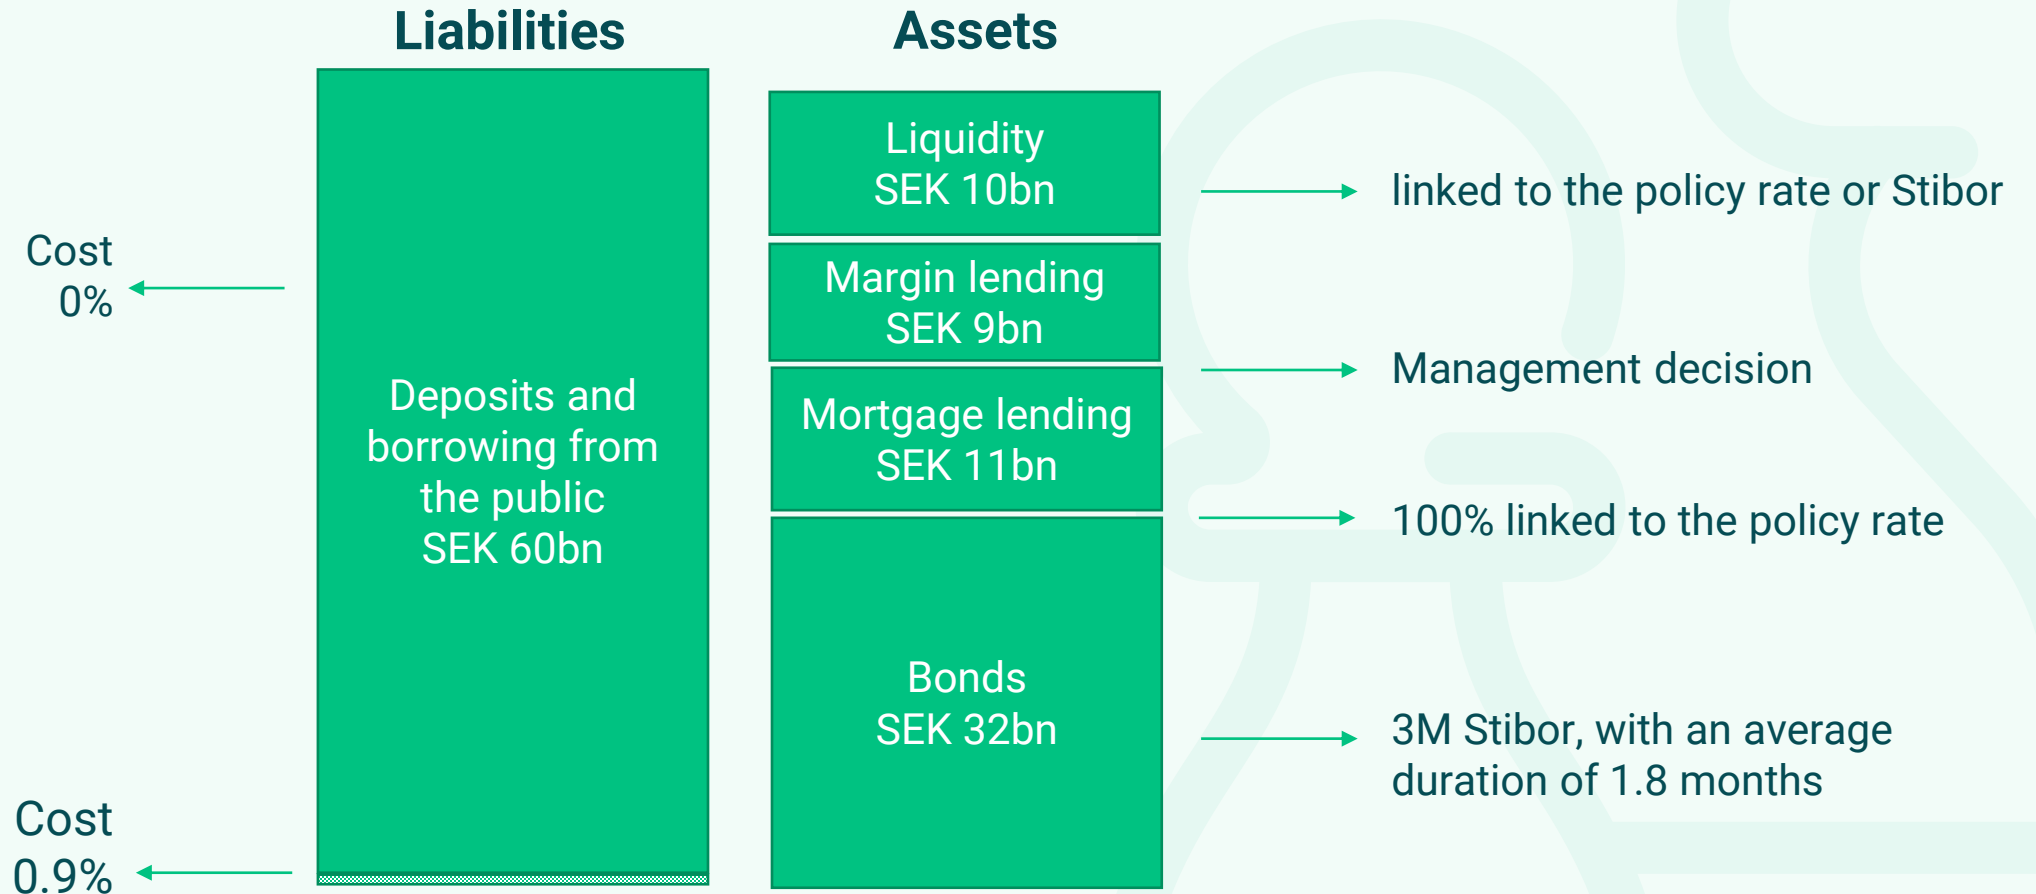 Liabilities
Assets
Cost
0%
Deposits and
borrowing from
the public
SEK 60bn
Cost
0.9%
Liquidity
SEK 10bn
linked to the policy rate or Stibor
Margin lending
SEK 9bn
Management decision
Mortgage lending
SEK 11bn
100% linked to the policy rate
Bonds
SEK 32bn
3M Stibor, with an average
duration of 1.8 months